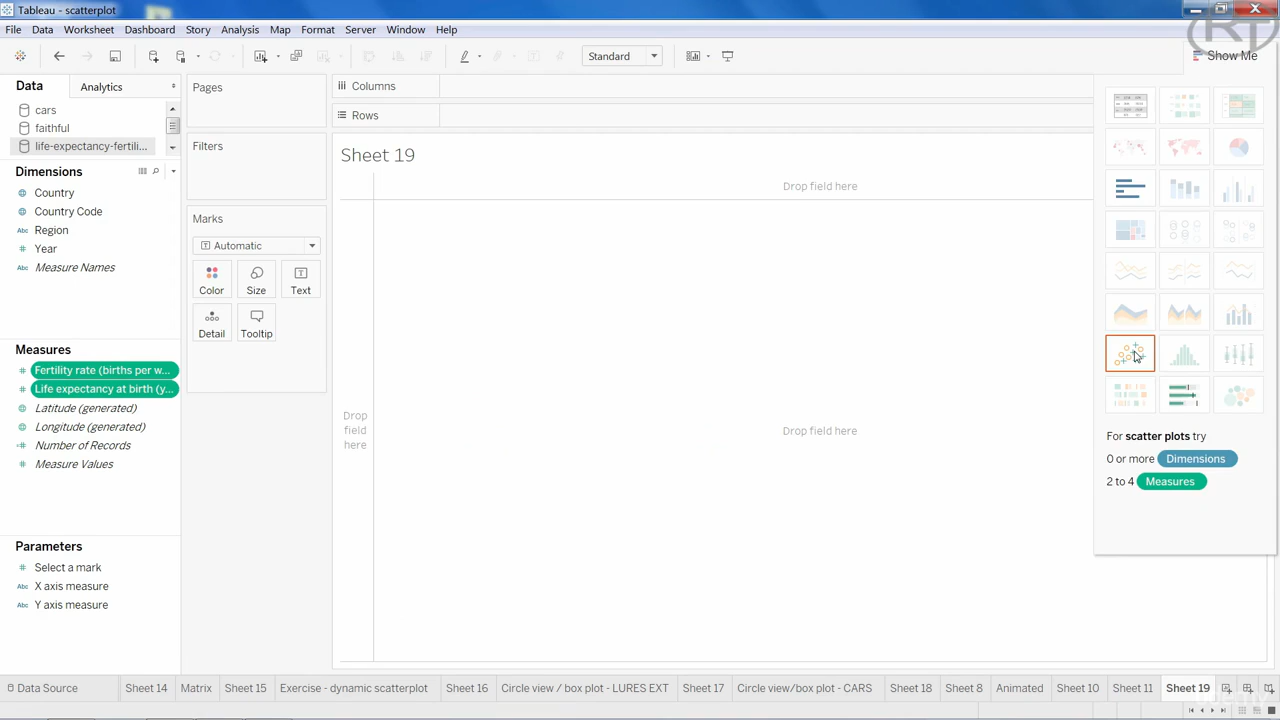 Tableau - scatterplot
RT
File Data Worksheet Dashboard Story Analysis Map Format Server Window Help
Standard
Show Me
Data Analytics
cars
faithful
life-expectancy-fertili...
Dimensions
Country
Country Code
Abc Region
Year
Abc Measure Names
Measures
Fertility rate (births per w...
Life expectancy at birth (y...
Latitude (generated)
Longitude (generated)
Number of Records
Measure Values
Parameters
Select a mark
Abc X axis measure
Abc Y axis measure
Pages
Filters
Marks
Automatic
Color Size Text
Detail Tooltip
Columns
Rows
Sheet 19
Drop field here
Drop
field
here
Drop field here
For scatter plots try
0 or more Dimensions
2 to 4 Measures
Data Source Sheet 14 Matrix Sheet 15 Exercise - dynamic scatterplot Sheet 16 Circle view / box plot - LURES EXT Sheet 17 Circle view/box plot - CARS Sheet 18 Sheet 8 Animated Sheet 10 Sheet 11 Sheet 19